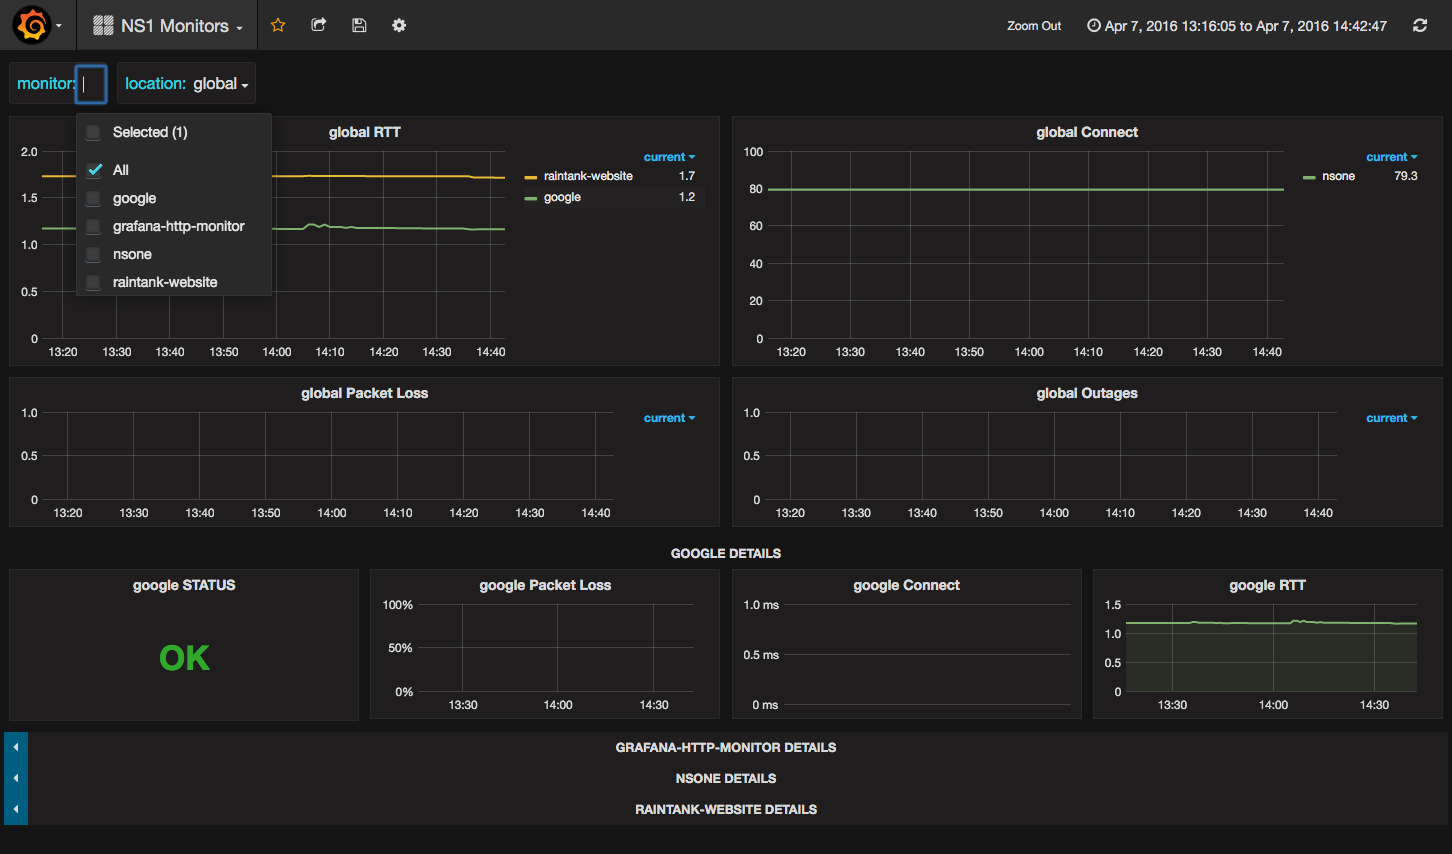 NS1 Monitors
Zoom Out
Apr 7, 2016 13:16:05 to Apr 7, 2016 14:42:47
monitor:
location: global
Selected (1)
All
google
grafana-http-monitor
nsone
raintank-website
global RTT
current
raintank-website 1.7
google 1.2
2.0
1.5
1.0
0.5
0
13:20 13:30 13:40 13:50 14:00 14:10 14:20 14:30 14:40
global Connect
current
nsone 79.3
100
80
60
40
20
0
13:20 13:30 13:40 13:50 14:00 14:10 14:20 14:30 14:40
global Packet Loss
current
1.0
0.5
0
13:20 13:30 13:40 13:50 14:00 14:10 14:20 14:30 14:40
global Outages
current
1.0
0.5
0
13:20 13:30 13:40 13:50 14:00 14:10 14:20 14:30 14:40
GOOGLE DETAILS
google STATUS
OK
google Packet Loss
100%
50%
0%
13:30 14:00 14:30
google Connect
1.0 ms
0.5 ms
0 ms
google RTT
1.5
1.0
0.5
0
13:30 14:00 14:30
GRAFANA-HTTP-MONITOR DETAILS
NSONE DETAILS
RAINTANK-WEBSITE DETAILS